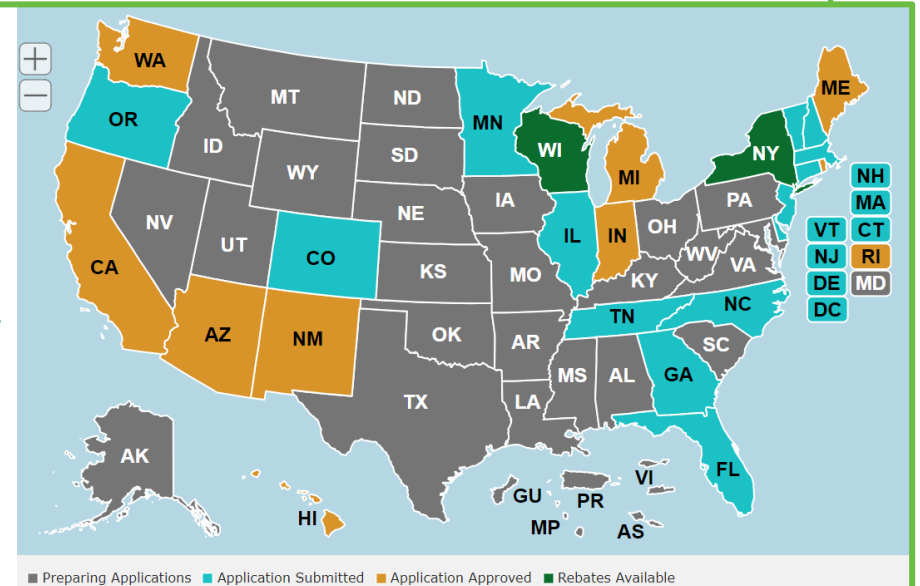 +
−
WA
MT
ND
MN
ME
OR
ID
SD
WI
NY
WY
MI
NH
IA
PA
MA
NE
NV
OH
VT CT
UT
IL
IN
CO
WV
NJ RI
CA
KS
MO
KY
VA
DE MD
NC
DC
TN
AZ
NM
OK
AR
SC
MS
AL
GA
TX
LA
AK
FL
GU
PR
VI
HI
MP
AS
Preparing Applications Application Submitted Application Approved Rebates Available